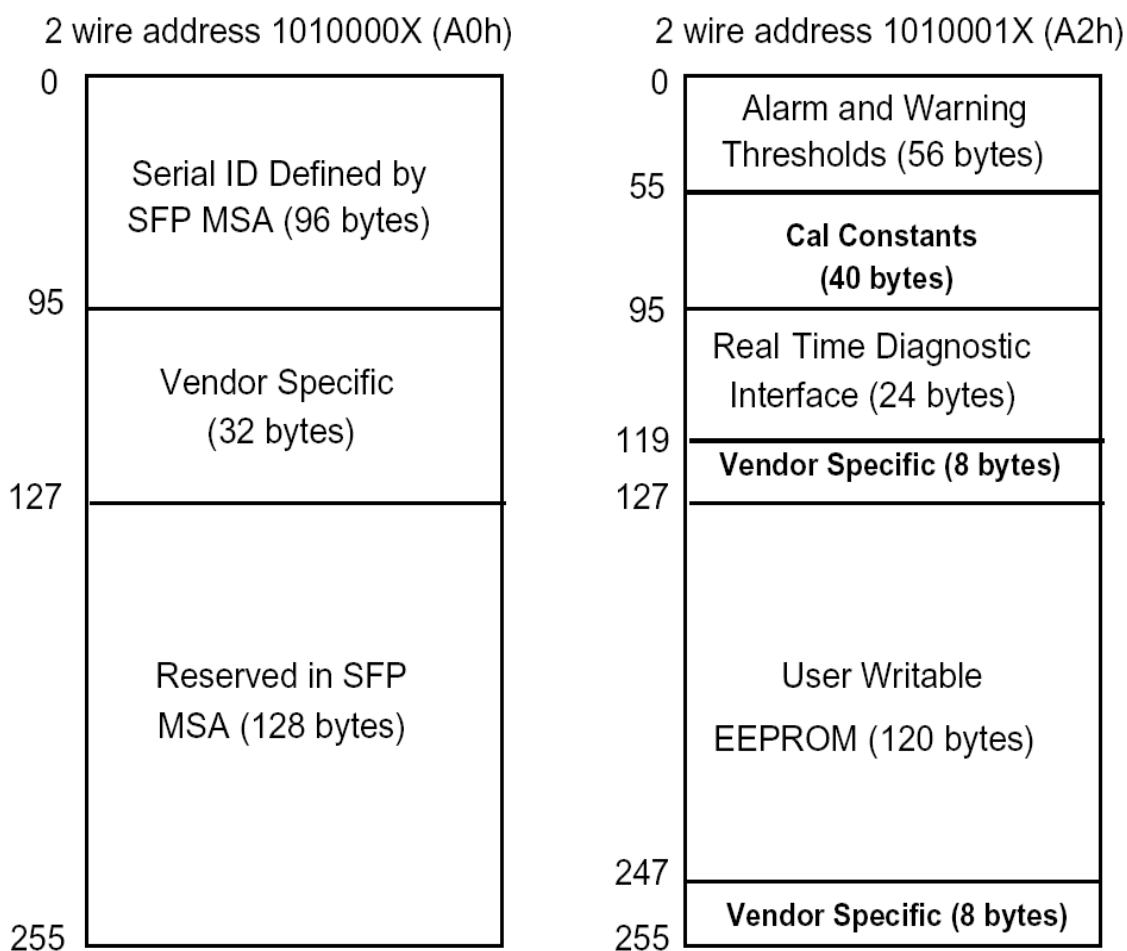 2 wire address 1010000X (A0h)
0
Serial ID Defined by
SFP MSA (96 bytes)
95
Vendor Specific
(32 bytes)
127
Reserved in SFP
MSA (128 bytes)
255
2 wire address 1010001X (A2h)
0
Alarm and Warning
Thresholds (56 bytes)
55
Cal Constants
(40 bytes)
95
Real Time Diagnostic
Interface (24 bytes)
119
Vendor Specific (8 bytes)
127
User Writable
EEPROM (120 bytes)
247
Vendor Specific (8 bytes)
255